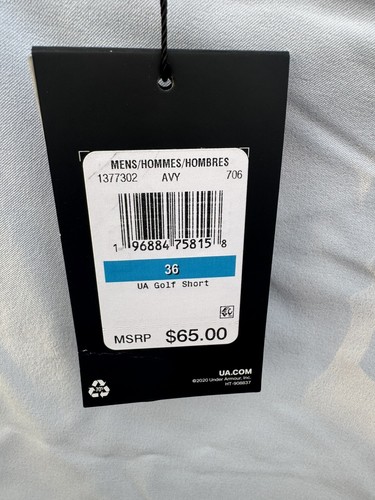 MENS/HOMMES/HOMBRES
1377302 AVY 706
1 96884 75815 8
36
UA Golf Short
MSRP $65.00
UA.COM
©2020 Under Armour, Inc.
HT-908637